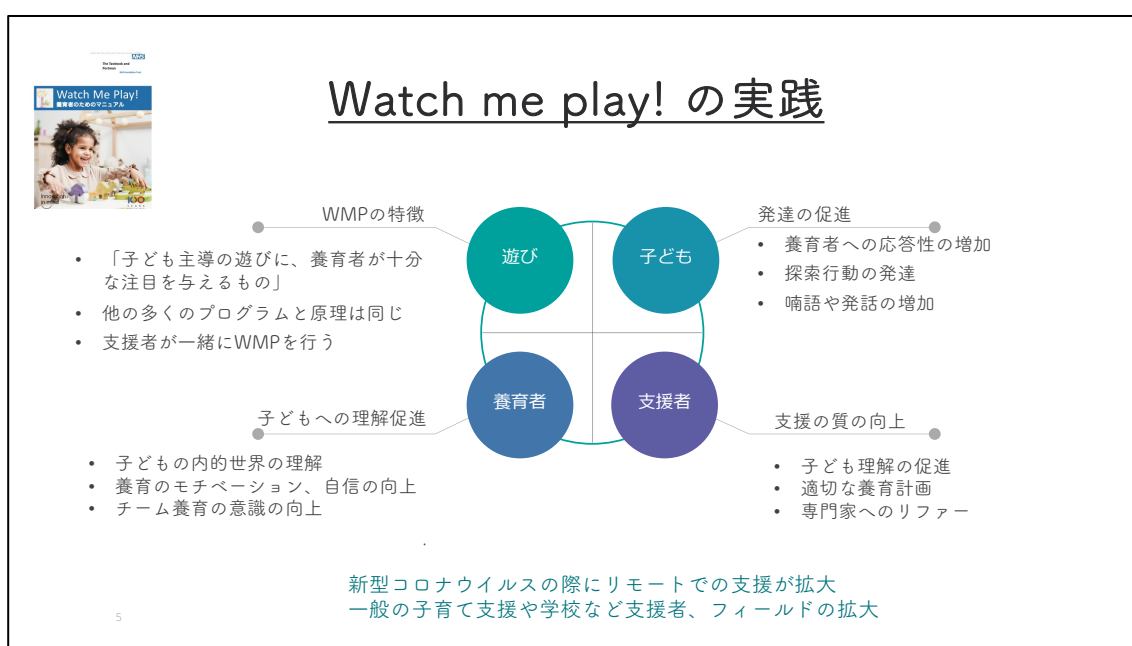 NHS
The Tavistock and
Portman
NHS Foundation Trust
Watch Me Play!
養育者のためのマニュアル
100
YEARS
Watch me play! の実践
WMPの特徴
• 「子ども主導の遊びに、養育者が十分
な注目を与えるもの」
• 他の多くのプログラムと原理は同じ
• 支援者が一緒にWMPを行う
遊び
子ども
発達の促進
• 養育者への応答性の増加
• 探索行動の発達
• 喃語や発話の増加
子どもへの理解促進
• 子どもの内的世界の理解
• 養育のモチベーション、自信の向上
• チーム養育の意識の向上
養育者
支援者
支援の質の向上
• 子ども理解の促進
• 適切な養育計画
• 専門家へのリファー
.
新型コロナウイルスの際にリモートでの支援が拡大
一般の子育て支援や学校など支援者、フィールドの拡大
5